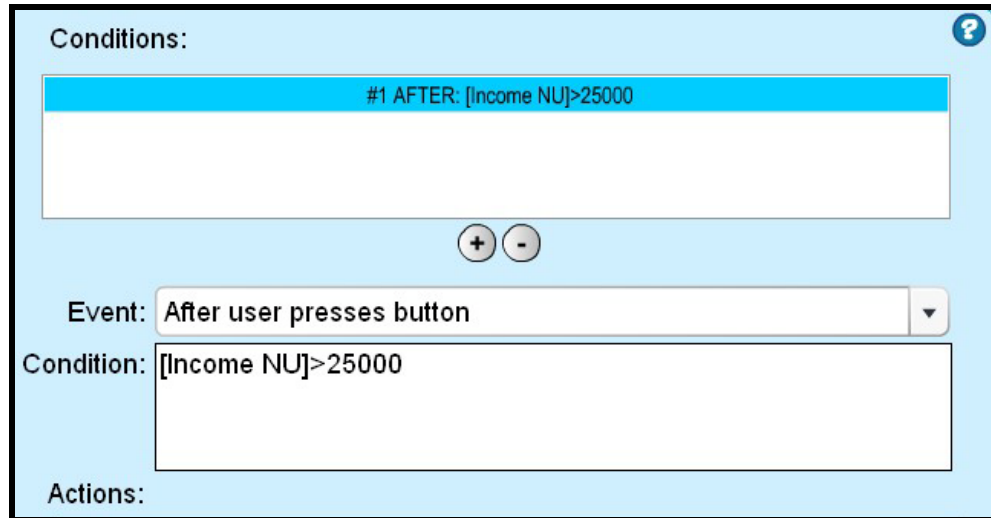 Conditions:
?
#1 AFTER: [Income NU]>25000
+ -
Event: After user presses button
Condition: [Income NU]>25000
Actions: